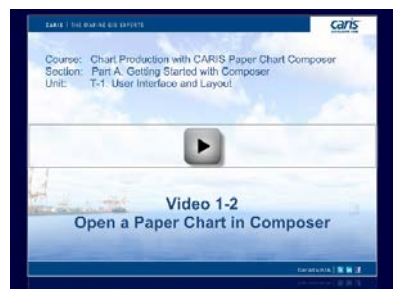 CARIS | THE MARINE GIS EXPERTS
caris
Course: Chart Production with CARIS Paper Chart Composer
Section: Part A. Getting Started with Composer
Unit: T-1. User Interface and Layout
Video 1-2
Open a Paper Chart in Composer